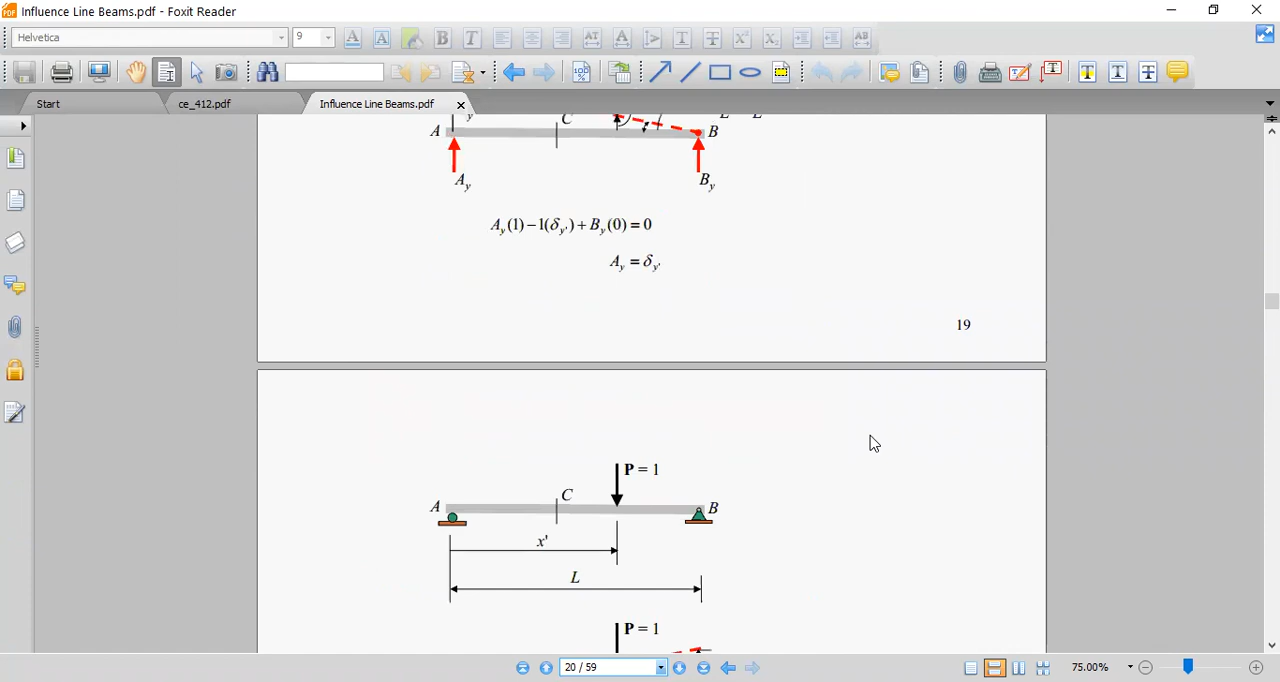 Influence Line Beams.pdf - Foxit Reader
Helvetica 9
Start ce_412.pdf Influence Line Beams.pdf
y C
A B
A_y B_y
A_y(1) − 1(δ_y') + B_y(0) = 0
A_y = δ_y'
19
P = 1
A C B
x'
L
P = 1
20 / 59 75.00%